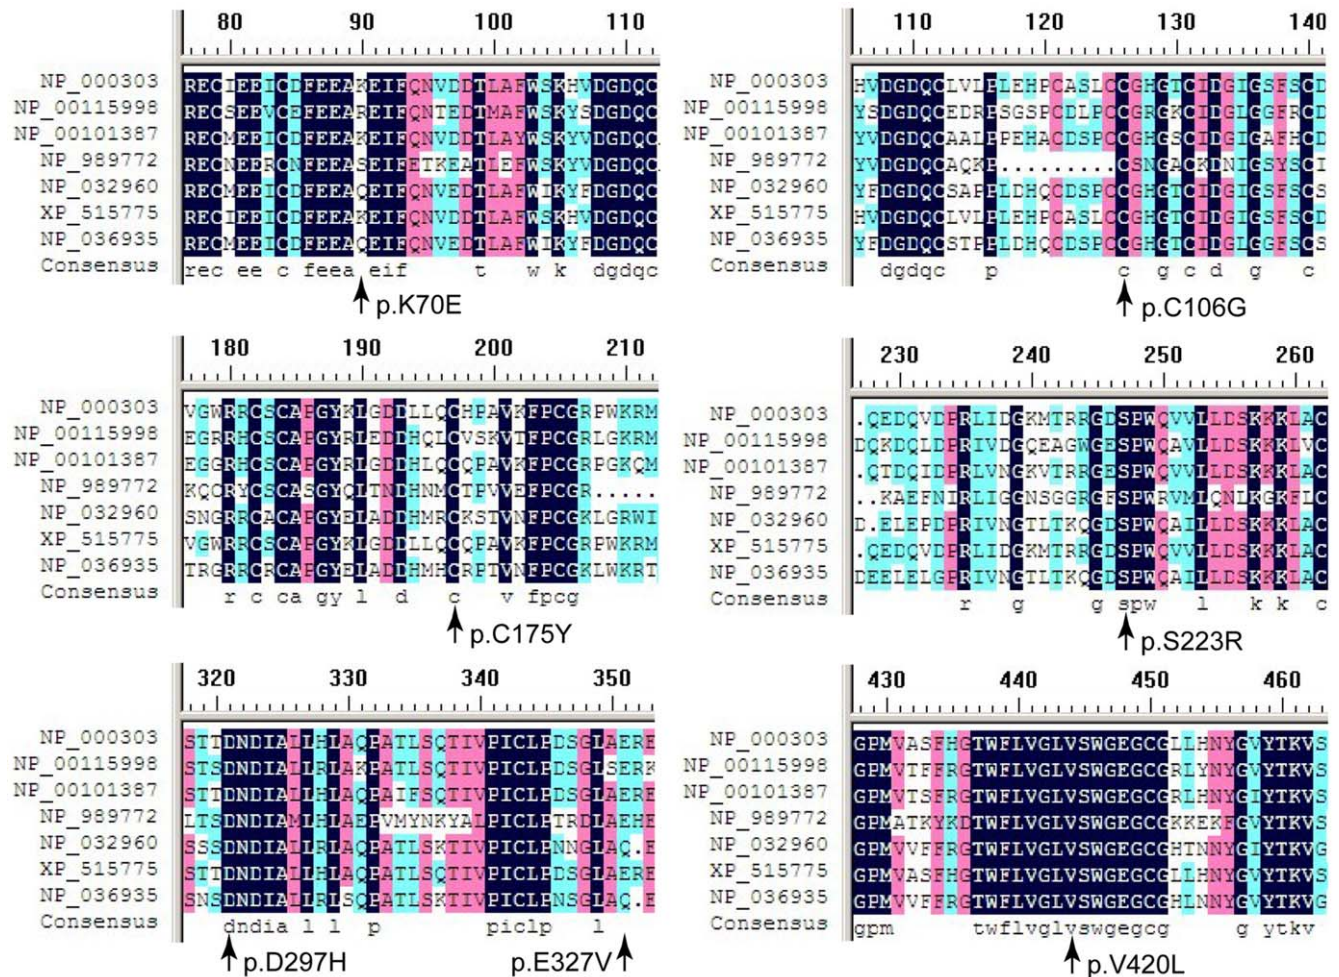 80 90 100 110
NP_000303 RECIEEICDFEEAKEIFQNVDDTLAFWSKHVDGDQC
NP_00115998 RECSEEVCEFEEAREIFQNTEDTMAFWSKYSDGDQC
NP_00101387 RECMEEICDFEEAKEIFQNVDDTLAYWSKYVDGDQC
NP_989772 RECNEERCNFEEASEIFETKEATLEFWSKYVDGDQC
NP_032960 RECMEEICDFEEAQEIFQNVEDTLAFWIKYFDGDQC
XP_515775 RECIEEICDFEEAKEIFQNVDDTLAFWSKHVDGDQC
NP_036935 RECMEEICDFEEAQEIFQNVEDTLAFWIKYFDGDQC
Consensus rec ee c feea eif t w k dgdqc
p.K70E
110 120 130 140
NP_000303 HVDGDQCLVLPLEHPCASLCCGHGTCIDGIGSFSCD
NP_00115998 YSDGDQCEDRPSGSPCDLPCCGRGKCIDGLGGFRCD
NP_00101387 YVDGDQCAALPPEHACDSPCCGHGSCIDGIGAFHCD
NP_989772 YVDGDQCAQKP.........CSNGACKDNIGSYSCI
NP_032960 YFDGDQCSAPPLDHQCDSPCCGHGTCIDGIGSFSCS
XP_515775 HVDGDQCLVLPLEHPCASLCCGHGTCIDGIGSFSCD
NP_036935 YFDGDQCSTPPLDHQCDSPCCGHGTCIDGLGGFSCS
Consensus dgdqc p c g c d g c
p.C106G
180 190 200 210
NP_000303 VGWRRCSCAPGYKLGDDLLQCHPAVKFPCGRPWKRM
NP_00115998 EGRRHCSCAPGYRLEDDHQLCVSKVTFPCGRLGKRM
NP_00101387 EGGRHCSCAPGYRLGDDHLQCQPAVKFPCGRPGKQM
NP_989772 KQCRYCSCASGYQLTNDHNMCTPVVEFPCGR.....
NP_032960 SNGRRCACAPGYELADDHMRCKSTVNFPCGKLGRWI
XP_515775 VGWRRCSCAPGYKLGDDLLQCQPAVKFPCGRPWKRM
NP_036935 TRGRRCRCAPGYELADDHMHCRPTVNFPCGKLWKRT
Consensus r c ca gy l d c v fpcg
p.C175Y
230 240 250 260
NP_000303 .QEDQVDPRLIDGKMTRRGDSPWQVVLLDSKKKLAC
NP_00115998 DQKDQLDPRLIDGQEAGWGESPWQAVLLDSKKKLVC
NP_00101387 .QTDQIDPRLVNGKVTRRGESPWQVVLLDSKKKLAC
NP_989772 ..KAEFNIRLIGGNSGGRGFSPWRVMLQNLKGKFLC
NP_032960 D.ELEPDPRIVNGTLTKQGDSPWQAILLDSKKKLAC
XP_515775 .QEDQVDPRLIDGKMTRRGDSPWQVVLLDSKKKLAC
NP_036935 DEELELGPRIVNGTLTKQGDSPWQAILLDSKKKLAC
Consensus r g g spw l k k c
p.S223R
320 330 340 350
NP_000303 STTDNDIALLHLAQPATLSQTIVPICLPDSGLAERE
NP_00115998 STSDNDIALLRLAKPATLSQTIVPICLPDSGLSERK
NP_00101387 STTDNDIALLHLAQPAIFSQTIVPICLPDSGLAERE
NP_989772 LTSDNDIAMLHLAEPVMYNKYALPICLPTRDLAEHE
NP_032960 SSSDNDIALLRLAQPATLSKTIVPICLPNNGLAQ.E
XP_515775 STTDNDIALLHLAQPATLSQTIVPICLPDSGLAERE
NP_036935 SNSDNDIALLRLSQPATLSKTIVPICLPNSGLAQ.E
Consensus dndia l l p piclp l
p.D297H p.E327V
430 440 450 460
NP_000303 GPMVASFHGTWFLVGLVSWGEGCGLLHNYGVYTKVS
NP_00115998 GPMVTFFRGTWFLVGLVSWGEGCGRLYNYGVYTKVS
NP_00101387 GPMVTSFRGTWFLVGLVSWGEGCGRLHNYGIYTKVS
NP_989772 GPMATKYKDTWFLVGLVSWGEGCGKKEKFGVYTKVS
NP_032960 GPMVVFFRGTWFLVGLVSWGEGCGHTNNYGIYTKVG
XP_515775 GPMVASFHGTWFLVGLVSWGEGCGLLHNYGVYTKVS
NP_036935 GPMVVFFRGTWFLVGLVSWGEGCGLLNNYGVYTKVS
Consensus gpm twflvglvswgegcg g ytkv
p.V420L